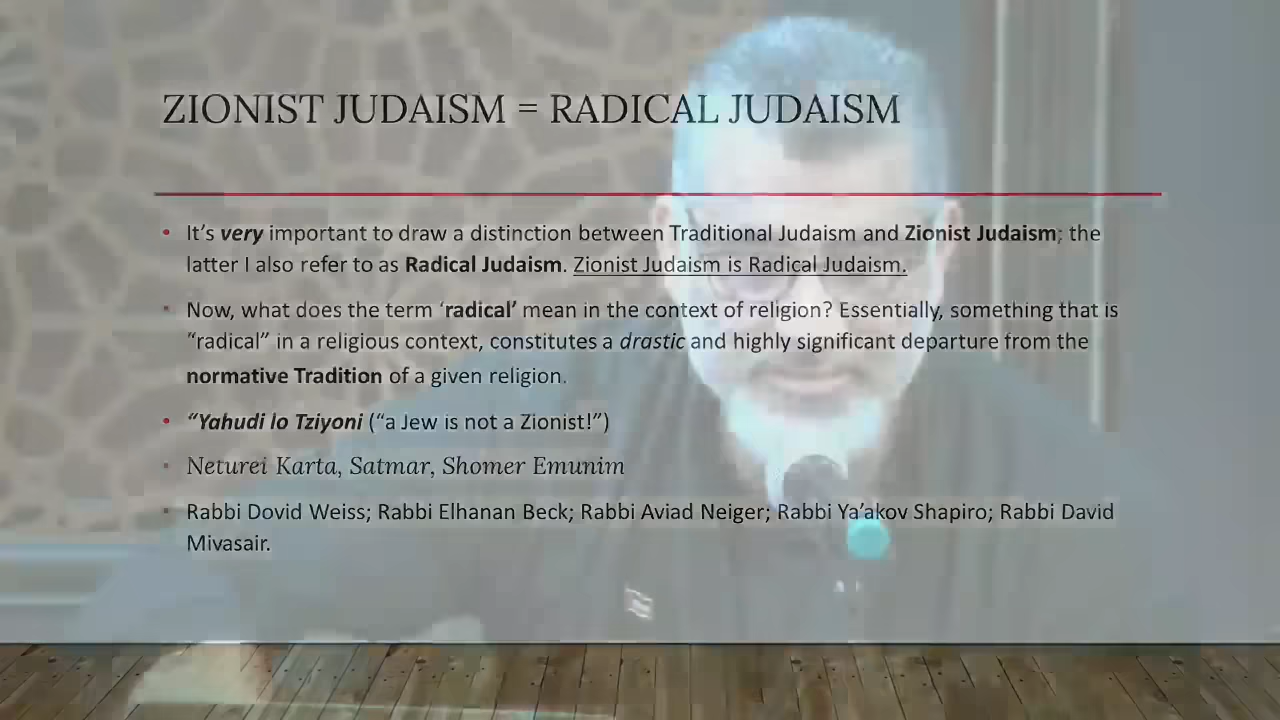 ZIONIST JUDAISM = RADICAL JUDAISM
• It's very important to draw a distinction between Traditional Judaism and Zionist Judaism; the
latter I also refer to as Radical Judaism. Zionist Judaism is Radical Judaism.
• Now, what does the term ‘radical’ mean in the context of religion? Essentially, something that is
“radical” in a religious context, constitutes a drastic and highly significant departure from the
normative Tradition of a given religion.
• “Yahudi lo Tziyoni (“a Jew is not a Zionist!”)
• Neturei Karta, Satmar, Shomer Emunim
• Rabbi Dovid Weiss; Rabbi Elhanan Beck; Rabbi Aviad Neiger; Rabbi Ya’akov Shapiro; Rabbi David
Mivasair.